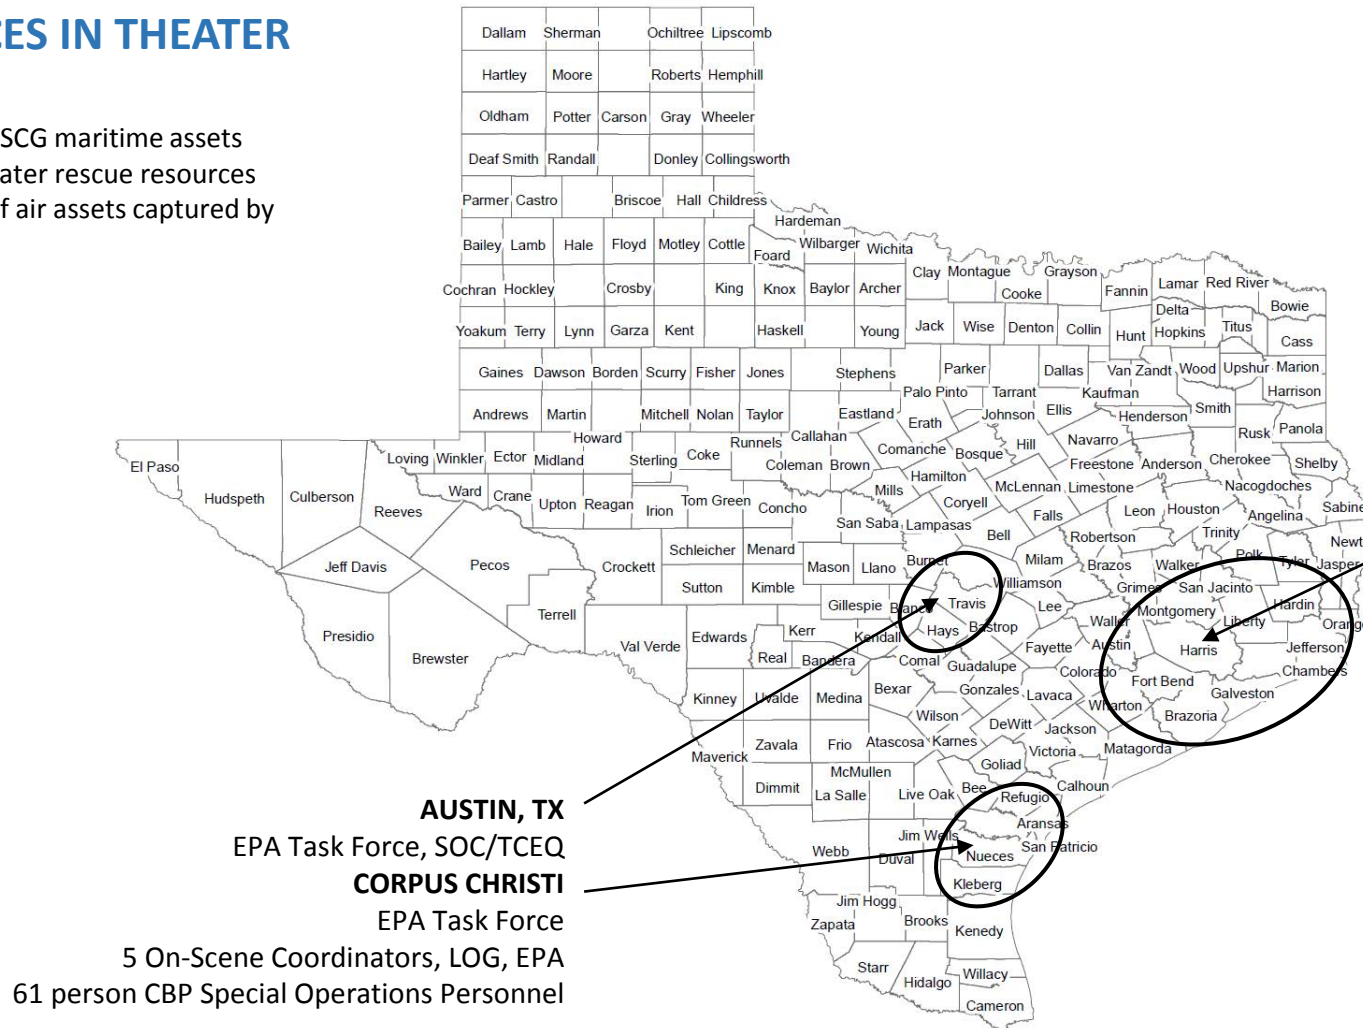 CES IN THEATER
SCG maritime assets
ater rescue resources
f air assets captured by
Dallam Sherman Ochiltree Lipscomb
Hartley Moore Roberts Hemphill
Oldham Potter Carson Gray Wheeler
Deaf Smith Randall Donley Collingsworth
Parmer Castro Briscoe Hall Childress
Hardeman
Bailey Lamb Hale Floyd Motley Cottle Foard Wilbarger Wichita
Clay Montague Cooke Grayson Fannin Lamar Red River
Cochran Hockley Crosby King Knox Baylor Archer
Delta Bowie
Yoakum Terry Lynn Garza Kent Haskell Young Jack Wise Denton Collin Hunt Hopkins Titus Cass
Gaines Dawson Borden Scurry Fisher Jones Stephens Parker Dallas Van Zandt Wood Upshur Marion
Palo Pinto Tarrant Kaufman Harrison
Andrews Martin Mitchell Nolan Taylor Eastland Erath Johnson Ellis Henderson Smith
Rusk Panola
Howard Runnels Callahan Comanche Bosque Hill Navarro
El Paso Loving Winkler Ector Midland Sterling Coke Coleman Brown Freestone Anderson Cherokee Shelby
Hudspeth Culberson Reeves Ward Crane Upton Reagan Irion Tom Green Concho Mills Hamilton McLennan Limestone Nacogdoches
Coryell Falls Leon Houston Angelina Sabine
San Saba Lampasas Bell Robertson Trinity Newt
Jeff Davis Pecos Crockett Schleicher Menard Mason Llano Burnet Milam Brazos Walker Polk Tyler Jasper
Sutton Kimble Williamson Grimes San Jacinto
Terrell Gillespie Blanco Travis Lee Montgomery Hardin
Presidio Brewster Val Verde Edwards Kerr Kendall Hays Bastrop Waller Liberty Orange
Real Bandera Comal Guadalupe Fayette Austin Harris Jefferson
Colorado Chambers
Kinney Uvalde Medina Bexar Gonzales Lavaca Fort Bend Galveston
Wilson Wharton Brazoria
DeWitt Jackson
Maverick Zavala Frio Atascosa Karnes Victoria Matagorda
McMullen Goliad
Dimmit La Salle Live Oak Bee Refugio Calhoun
Aransas
Webb Duval Jim Wells Nueces San Patricio
Kleberg
Jim Hogg
Zapata Brooks Kenedy
Starr Hidalgo Willacy
Cameron
AUSTIN, TX
EPA Task Force, SOC/TCEQ
CORPUS CHRISTI
EPA Task Force
5 On-Scene Coordinators, LOG, EPA
61 person CBP Special Operations Personnel